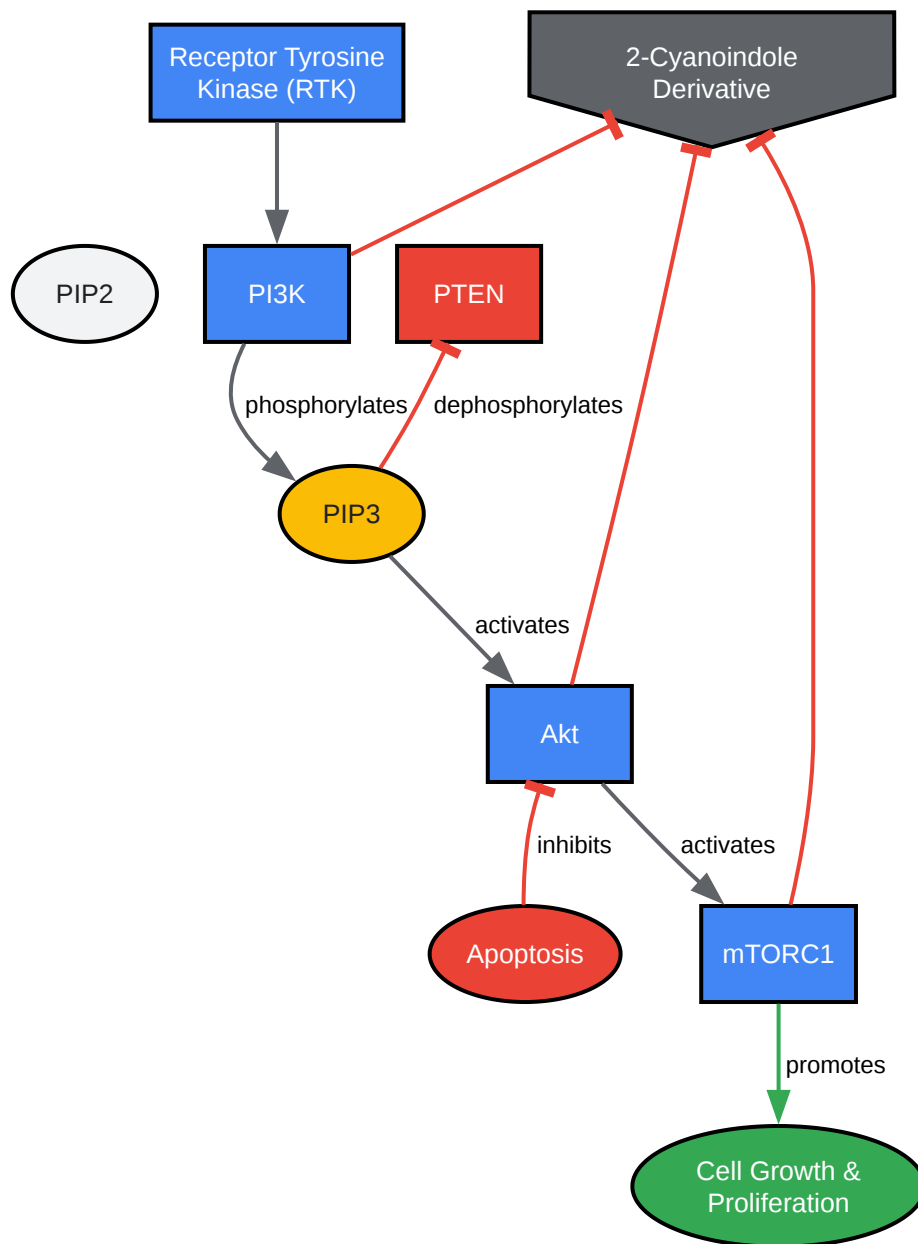 Receptor Tyrosine
Kinase (RTK)
2-Cyanoindole
Derivative
PIP2
PI3K
PTEN
phosphorylates
dephosphorylates
PIP3
activates
Akt
inhibits
activates
Apoptosis
mTORC1
promotes
Cell Growth &
Proliferation